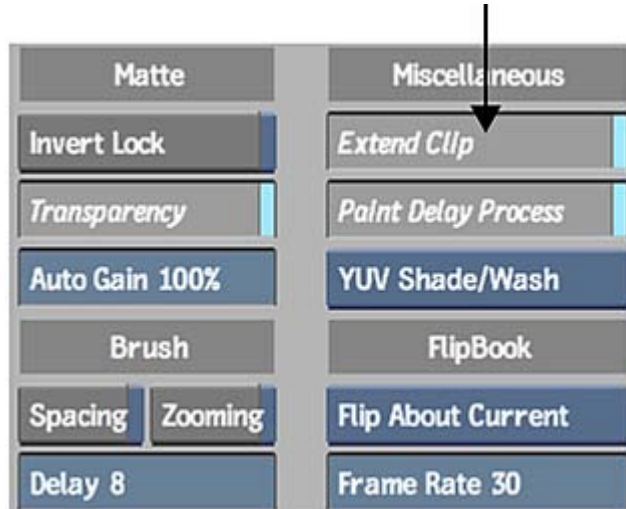 Matte
Miscellaneous
Invert Lock
Extend Clip
Transparency
Paint Delay Process
Auto Gain 100%
YUV Shade/Wash
Brush
FlipBook
Spacing
Zooming
Flip About Current
Delay 8
Frame Rate 30